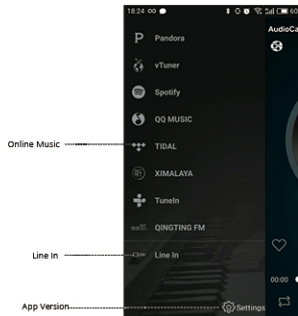 18:24
60
AudioCa
Pandora
vTuner
Spotify
QQ MUSIC
Online Music
TIDAL
XIMALAYA
TuneIn
QINGTING FM
Line In
Line In
00:00
App Version
Settings